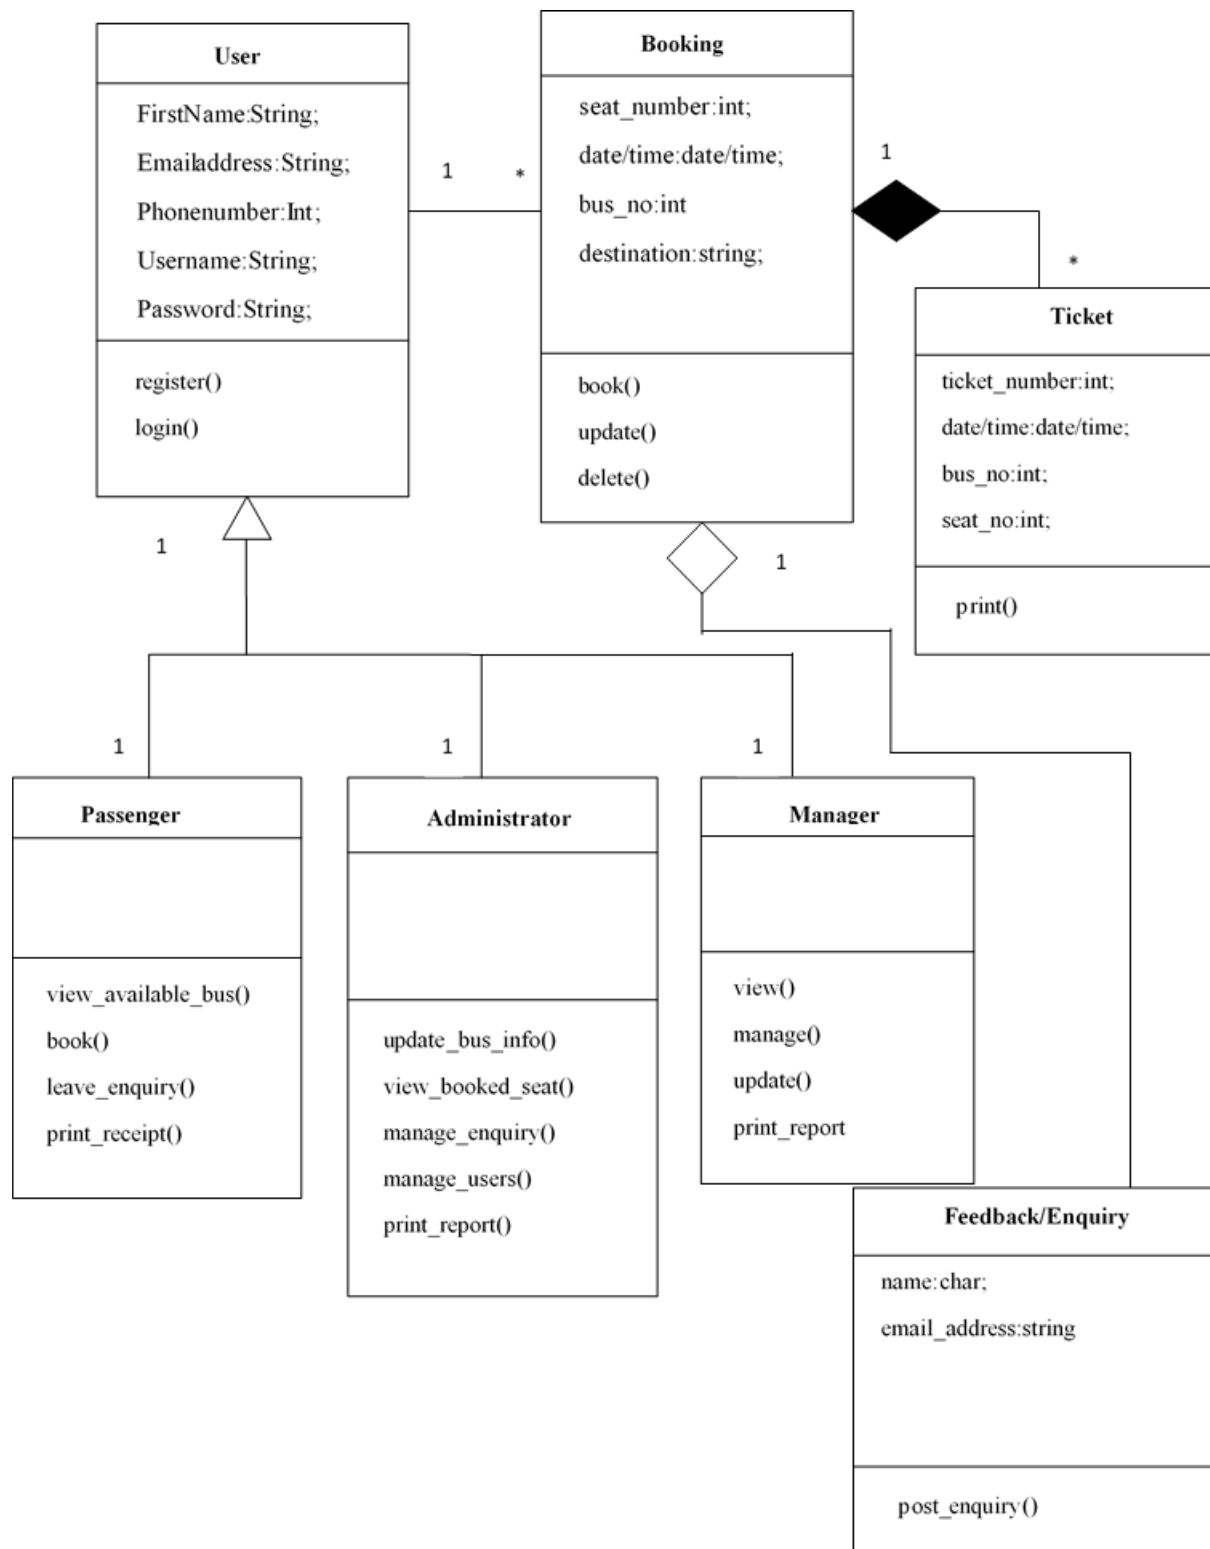 User
FirstName:String;
Emailaddress:String;
Phonenumber:Int;
Username:String;
Password:String;
register()
login()
1
*
Booking
seat_number:int;
date/time:date/time;
bus_no:int
destination:string;
book()
update()
delete()
1
*
Ticket
ticket_number:int;
date/time:date/time;
bus_no:int;
seat_no:int;
print()
1
1
1
1
1
Passenger
view_available_bus()
book()
leave_enquiry()
print_receipt()
Administrator
update_bus_info()
view_booked_seat()
manage_enquiry()
manage_users()
print_report()
Manager
view()
manage()
update()
print_report
Feedback/Enquiry
name:char;
email_address:string
post_enquiry()